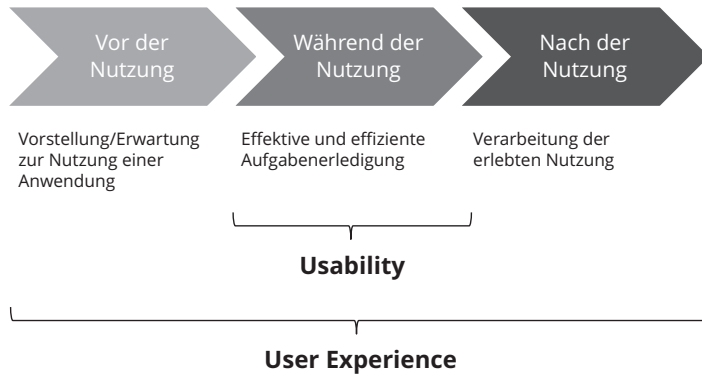 Vor der
Nutzung
Während der
Nutzung
Nach der
Nutzung
Vorstellung/Erwartung
zur Nutzung einer
Anwendung
Effektive und effiziente
Aufgabenerledigung
Verarbeitung der
erlebten Nutzung
Usability
User Experience